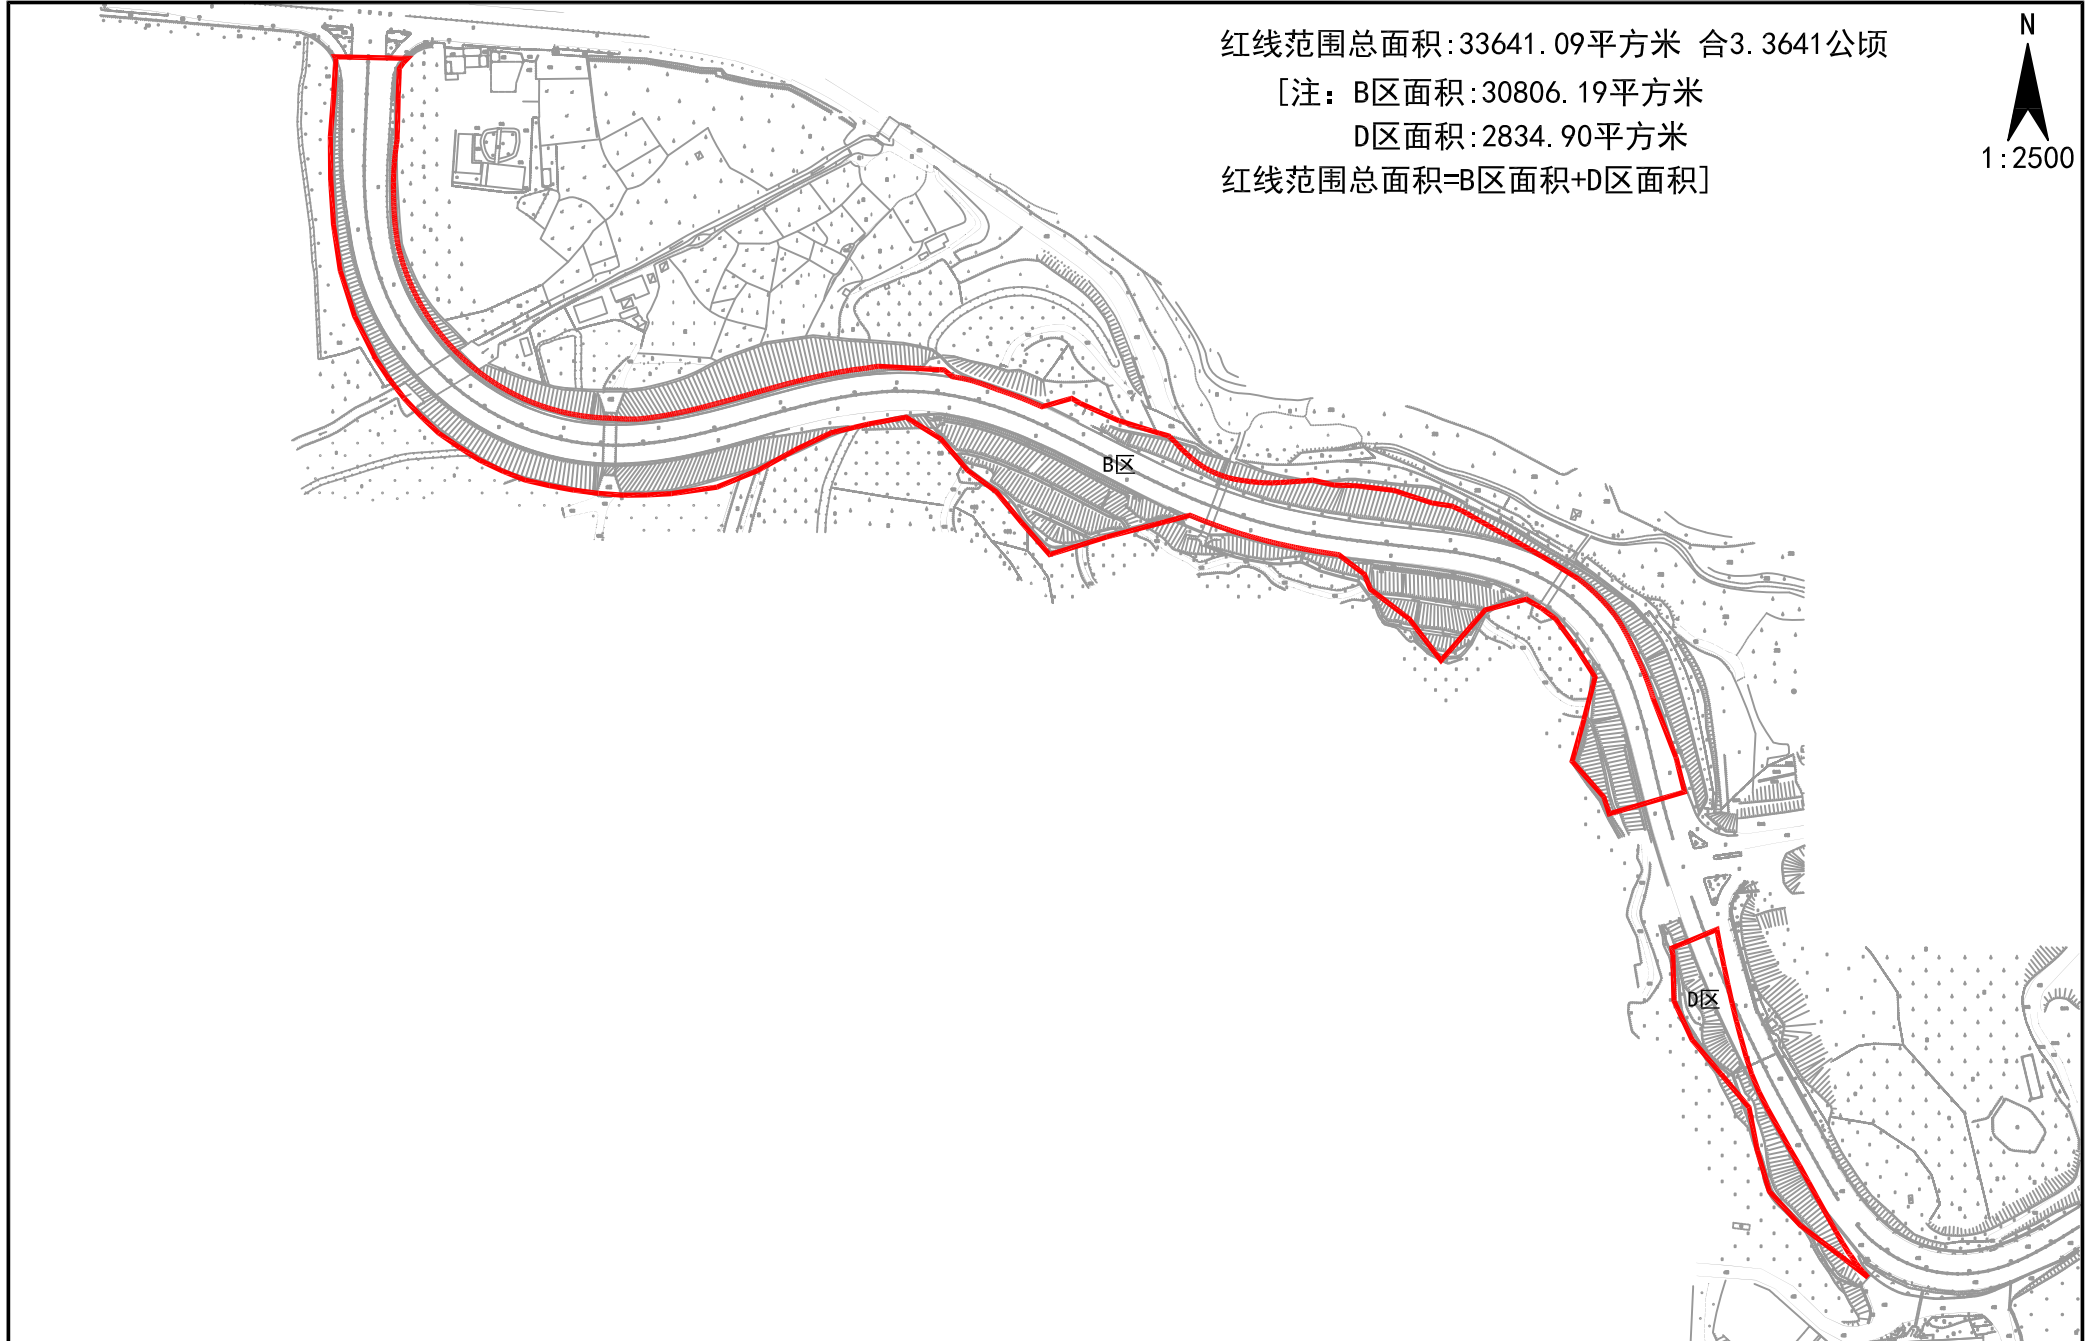 红线范围总面积:33641.09平方米 合3.3641公顷
[注: B区面积:30806.19平方米
D区面积:2834.90平方米
红线范围总面积=B区面积+D区面积]
N
1:2500
B区
D区